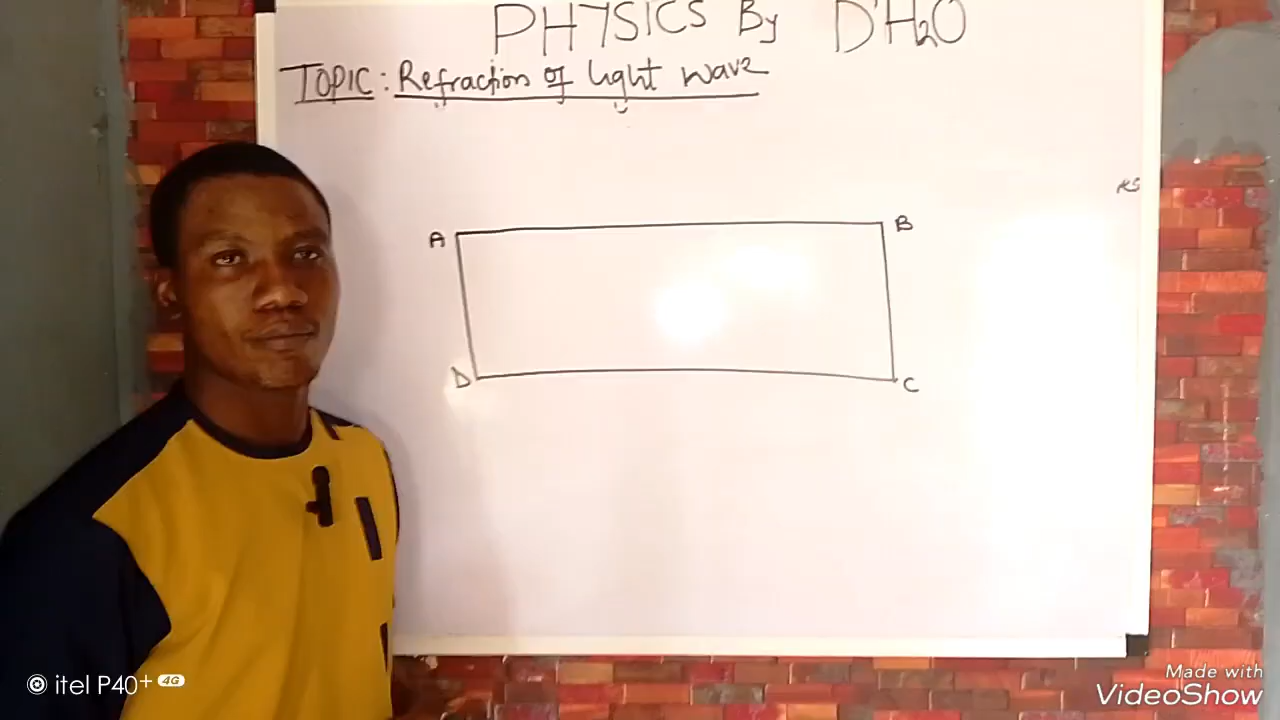 PHYSICS By D'H2O
TOPIC: Refraction of light wave
A
B
D
C
itel P40+ 4G
Made with
VideoShow